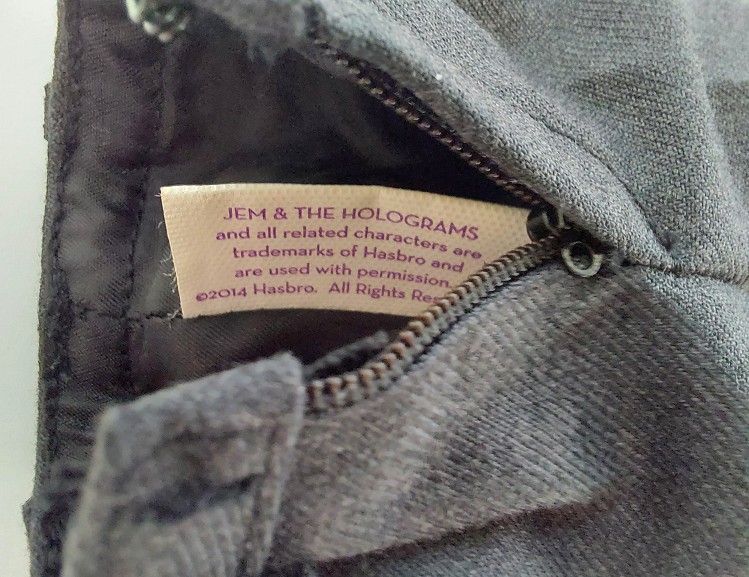 JEM & THE HOLOGRAMS
and all related characters are
trademarks of Hasbro and
are used with permission.
©2014 Hasbro. All Rights